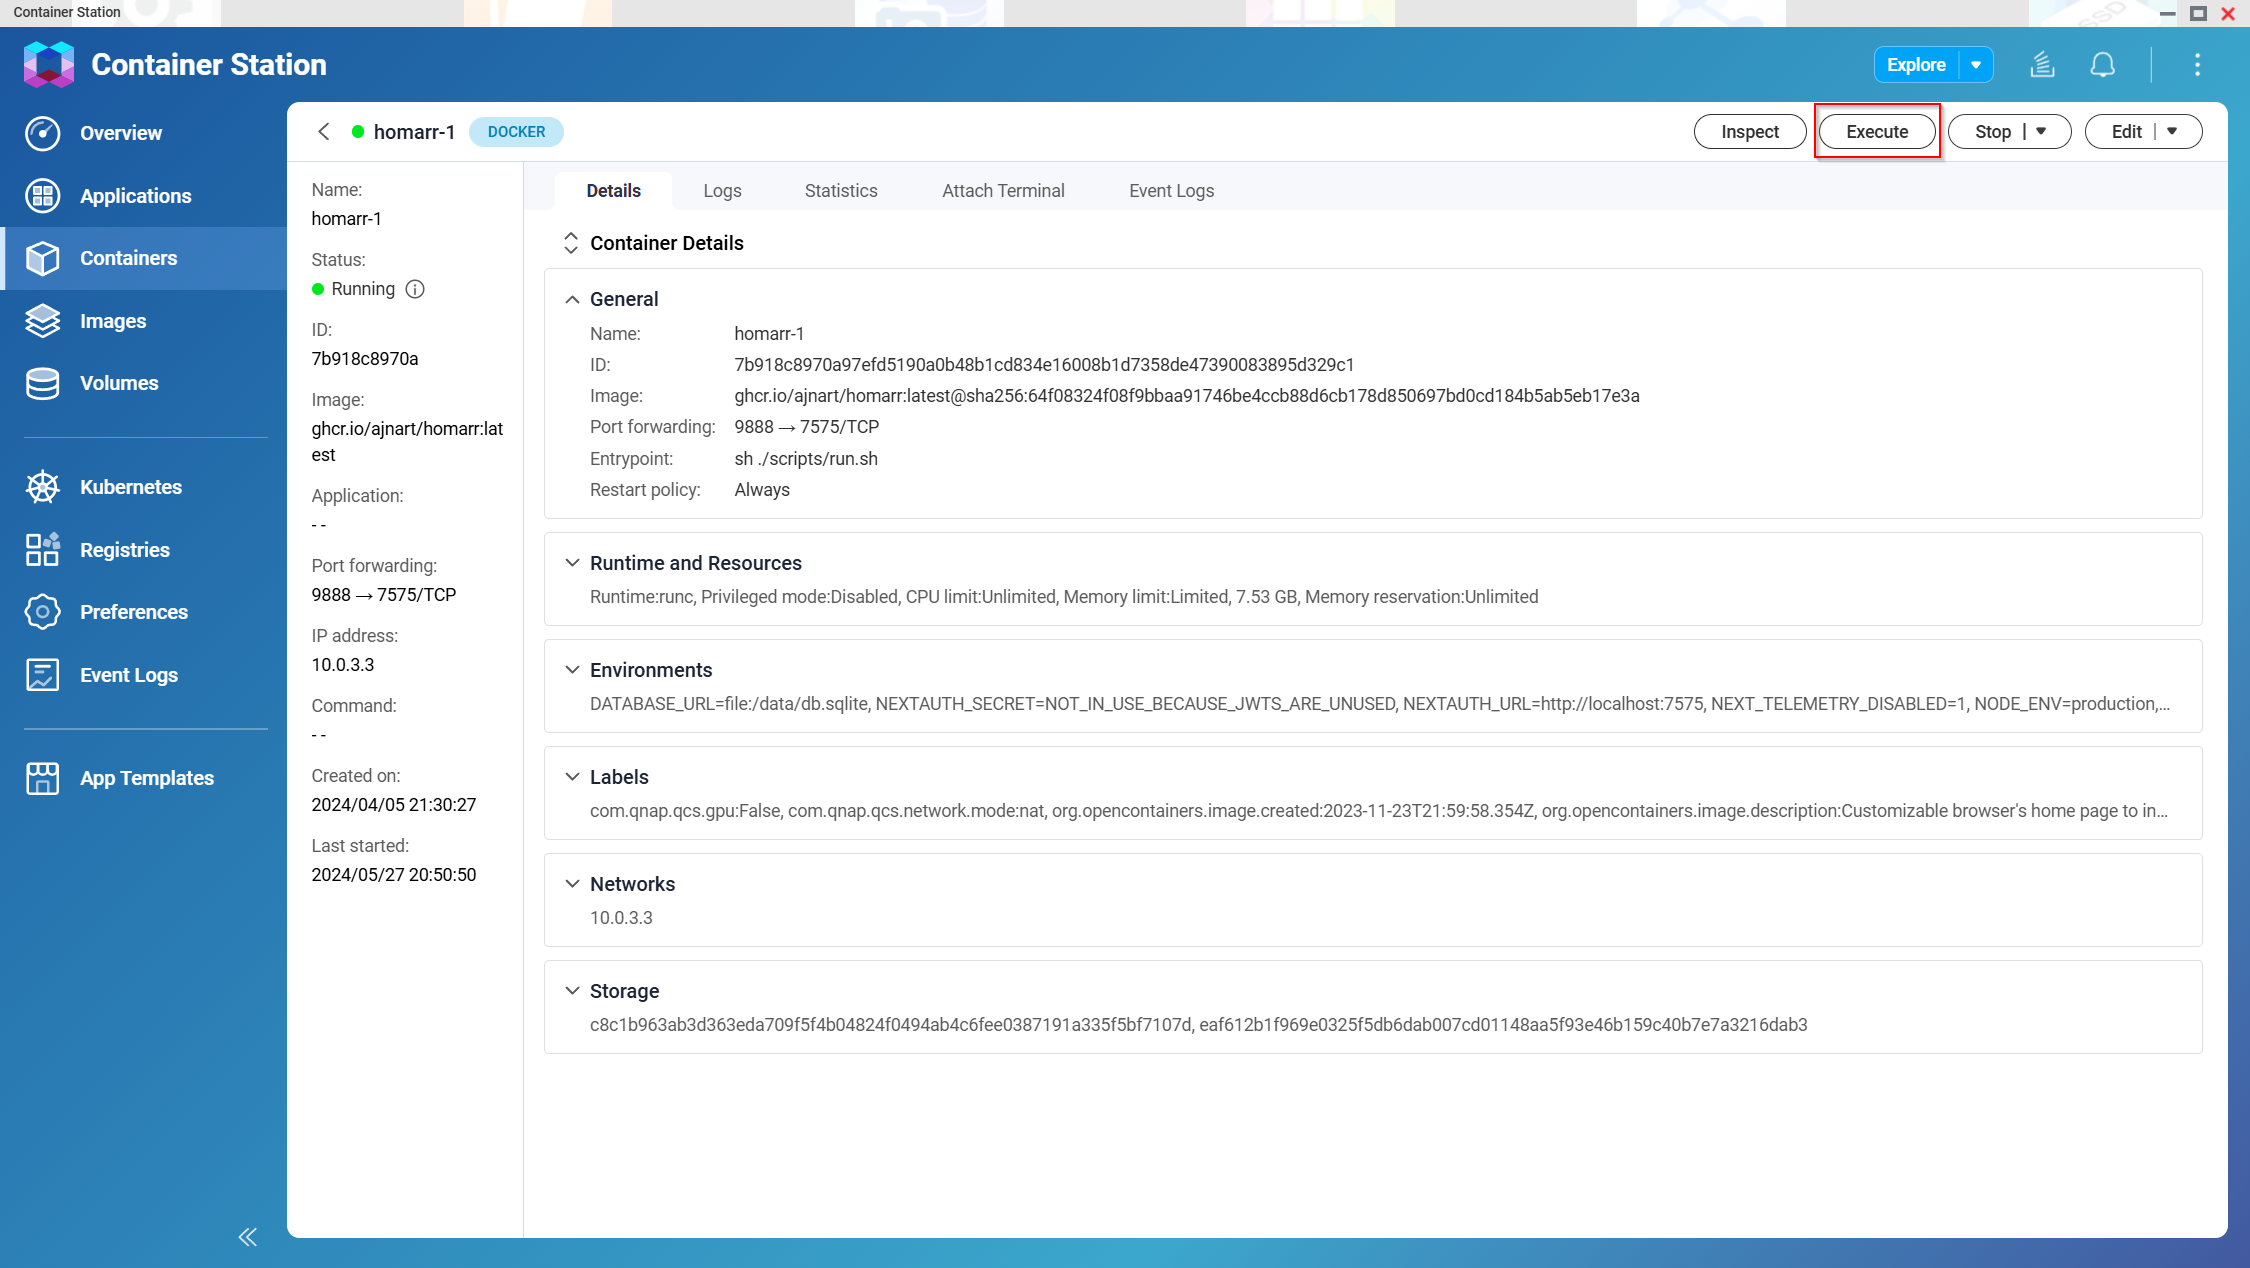 Container Station
SSD
Container Station
Explore
Overview
Applications
Containers
Images
Volumes
Kubernetes
Registries
Preferences
Event Logs
App Templates
homarr-1 DOCKER
Inspect Execute Stop Edit
Name:
homarr-1
Status:
Running
ID:
7b918c8970a
Image:
ghcr.io/ajnart/homarr:lat
est
Application:
- -
Port forwarding:
9888 → 7575/TCP
IP address:
10.0.3.3
Command:
- -
Created on:
2024/04/05 21:30:27
Last started:
2024/05/27 20:50:50
Details Logs Statistics Attach Terminal Event Logs
Container Details
General
Name: homarr-1
ID: 7b918c8970a97efd5190a0b48b1cd834e16008b1d7358de47390083895d329c1
Image: ghcr.io/ajnart/homarr:latest@sha256:64f08324f08f9bbaa91746be4ccb88d6cb178d850697bd0cd184b5ab5eb17e3a
Port forwarding: 9888 → 7575/TCP
Entrypoint: sh ./scripts/run.sh
Restart policy: Always
Runtime and Resources
Runtime:runc, Privileged mode:Disabled, CPU limit:Unlimited, Memory limit:Limited, 7.53 GB, Memory reservation:Unlimited
Environments
DATABASE_URL=file:/data/db.sqlite, NEXTAUTH_SECRET=NOT_IN_USE_BECAUSE_JWTS_ARE_UNUSED, NEXTAUTH_URL=http://localhost:7575, NEXT_TELEMETRY_DISABLED=1, NODE_ENV=production,...
Labels
com.qnap.qcs.gpu:False, com.qnap.qcs.network.mode:nat, org.opencontainers.image.created:2023-11-23T21:59:58.354Z, org.opencontainers.image.description:Customizable browser's home page to in...
Networks
10.0.3.3
Storage
c8c1b963ab3d363eda709f5f4b04824f0494ab4c6fee0387191a335f5bf7107d, eaf612b1f969e0325f5db6dab007cd01148aa5f93e46b159c40b7e7a3216dab3